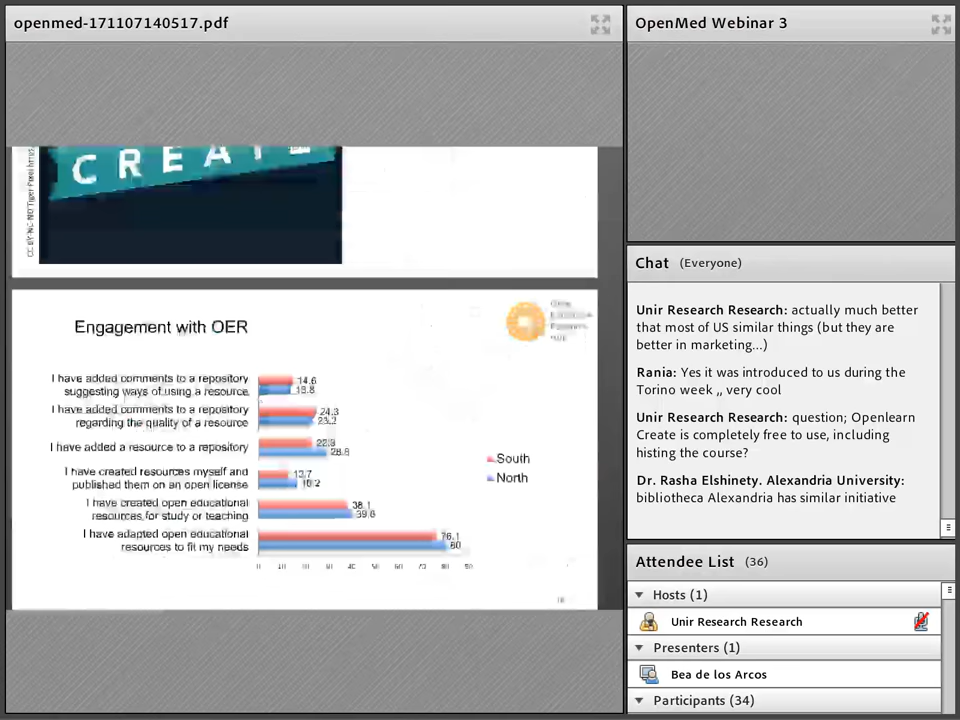 openmed-171107140517.pdf
CREATE
Engagement with OER
I have added comments to a repository
suggesting ways of using a resource
14.6
I have added comments to a repository
regarding the quality of a resource
24.3
23.2
I have added a resource to a repository
28.8
I have created resources myself and
published them on an open license
I have created open educational
resources for study or teaching
38.1
39.8
I have adapted open educational
resources to fit my needs
76.1
80
South
North
OpenMed Webinar 3
Chat (Everyone)
Unir Research Research: actually much better
that most of US similar things (but they are
better in marketing...)
Rania: Yes it was introduced to us during the
Torino week ,, very cool
Unir Research Research: question; Openlearn
Create is completely free to use, including
histing the course?
Dr. Rasha Elshinety. Alexandria University:
bibliotheca Alexandria has similar initiative
Attendee List (36)
Hosts (1)
Unir Research Research
Presenters (1)
Bea de los Arcos
Participants (34)